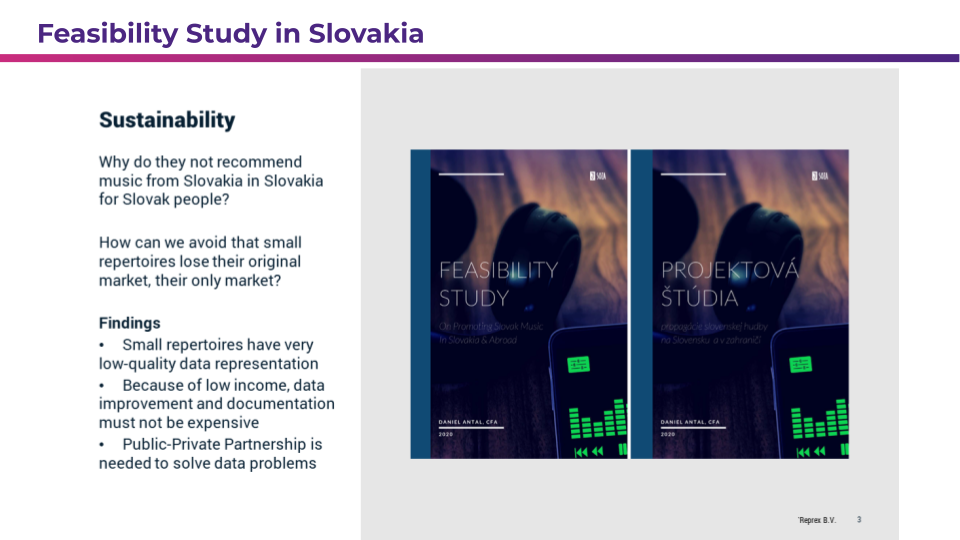 Feasibility Study in Slovakia
Sustainability
Why do they not recommend
music from Slovakia in Slovakia
for Slovak people?
How can we avoid that small
repertoires lose their original
market, their only market?
Findings
• Small repertoires have very
low-quality data representation
• Because of low income, data
improvement and documentation
must not be expensive
• Public-Private Partnership is
needed to solve data problems
FEASIBILITY
STUDY
On Promoting Slovak Music
In Slovakia & Abroad
DANIEL ANTAL, CFA
2020
PROJEKTOVÁ
ŠTÚDIA
propagácie slovenskej hudby
na Slovensku a v zahraničí
DANIEL ANTAL, CFA
2020
Reprex B.V.
3